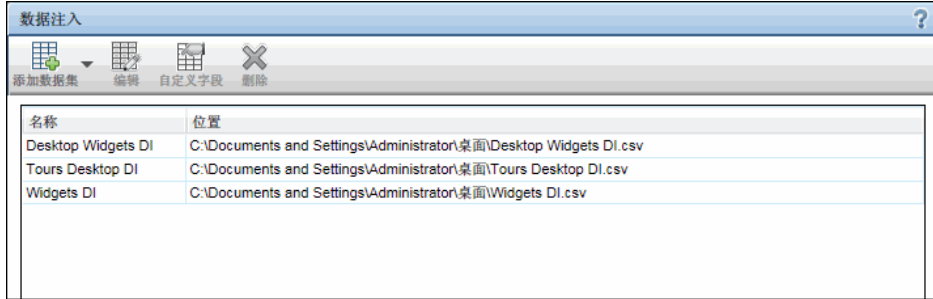 数据注入
?
添加数据集 编辑 自定义字段 删除
名称 位置
Desktop Widgets DI C:\Documents and Settings\Administrator\桌面\Desktop Widgets DI.csv
Tours Desktop DI C:\Documents and Settings\Administrator\桌面\Tours Desktop DI.csv
Widgets DI C:\Documents and Settings\Administrator\桌面\Widgets DI.csv